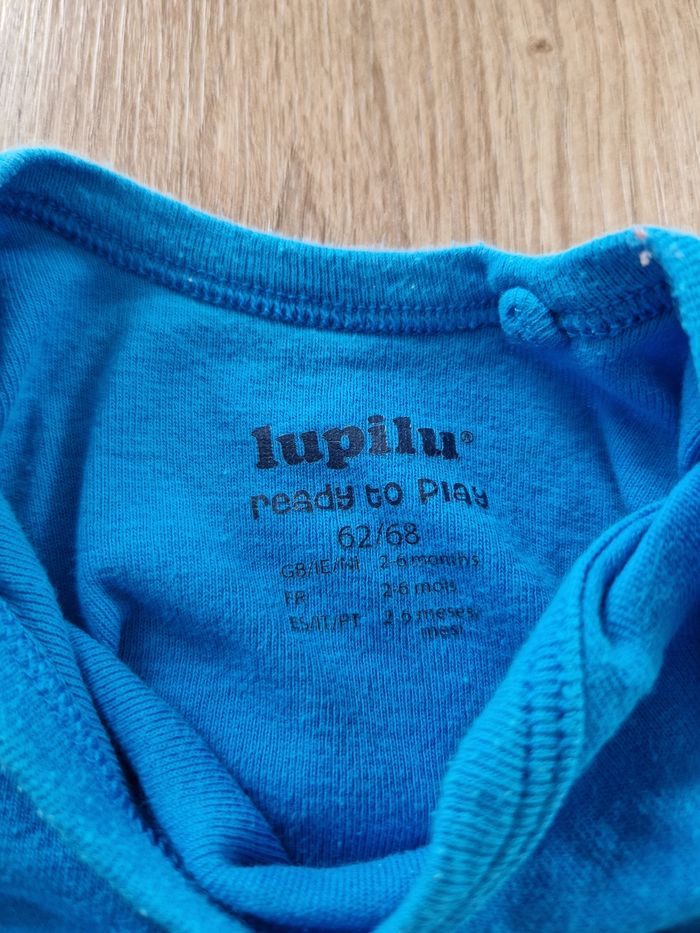 lupilu®
ready to play
62/68
GB/IE/NI 2-6 months
FR 2-6 mois
ES/IT/PT 2-6 meses/
mesi